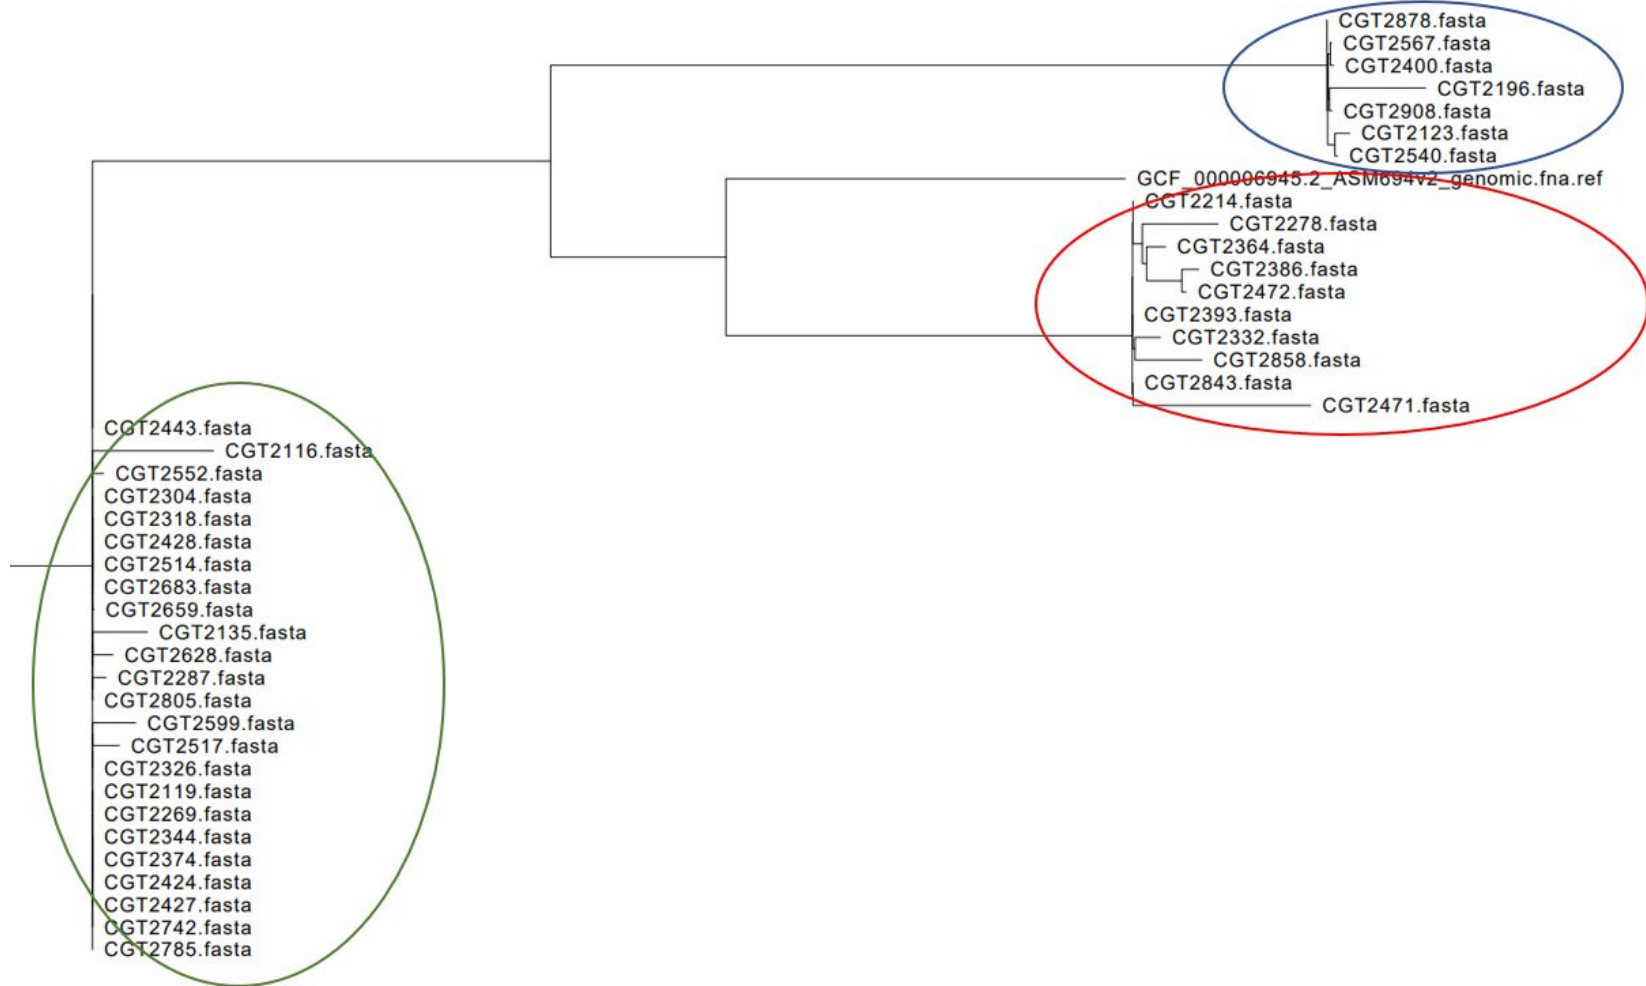 CGT2878.fasta
CGT2567.fasta
CGT2400.fasta
CGT2196.fasta
CGT2908.fasta
CGT2123.fasta
CGT2540.fasta
GCF_000006945.2_ASM694v2_genomic.fna.ref
CGT2214.fasta
CGT2278.fasta
CGT2364.fasta
CGT2386.fasta
CGT2472.fasta
CGT2393.fasta
CGT2332.fasta
CGT2858.fasta
CGT2843.fasta
CGT2471.fasta
CGT2443.fasta
CGT2116.fasta
CGT2552.fasta
CGT2304.fasta
CGT2318.fasta
CGT2428.fasta
CGT2514.fasta
CGT2683.fasta
CGT2659.fasta
CGT2135.fasta
CGT2628.fasta
CGT2287.fasta
CGT2805.fasta
CGT2599.fasta
CGT2517.fasta
CGT2326.fasta
CGT2119.fasta
CGT2269.fasta
CGT2344.fasta
CGT2374.fasta
CGT2424.fasta
CGT2427.fasta
CGT2742.fasta
CGT2785.fasta